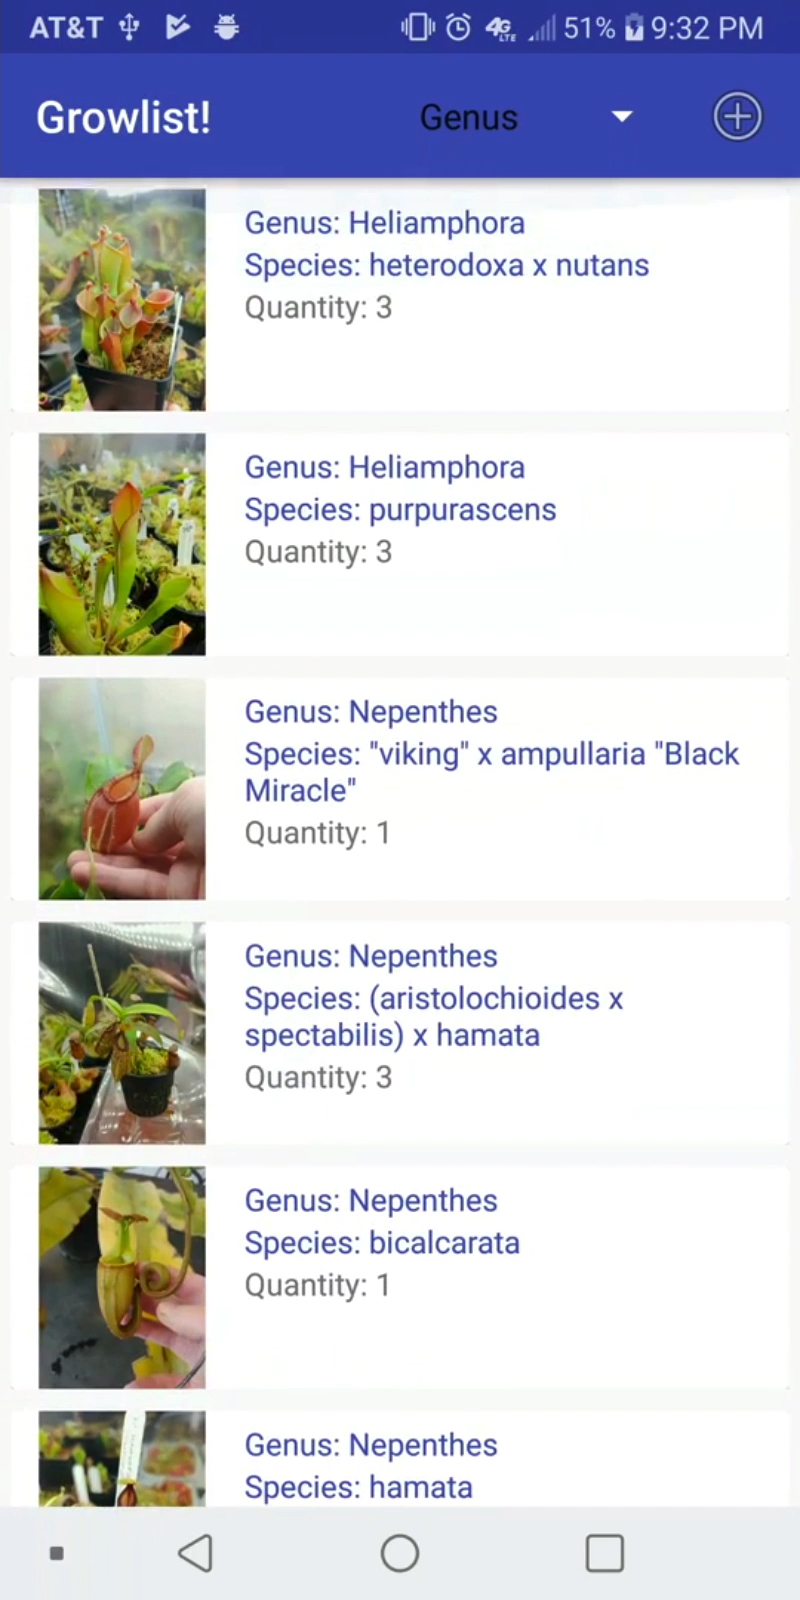 AT&T 4G LTE 51% 9:32 PM
Growlist! Genus
Genus: Heliamphora
Species: heterodoxa x nutans
Quantity: 3
Genus: Heliamphora
Species: purpurascens
Quantity: 3
Genus: Nepenthes
Species: "viking" x ampullaria "Black
Miracle"
Quantity: 1
Genus: Nepenthes
Species: (aristolochioides x
spectabilis) x hamata
Quantity: 3
Genus: Nepenthes
Species: bicalcarata
Quantity: 1
Genus: Nepenthes
Species: hamata